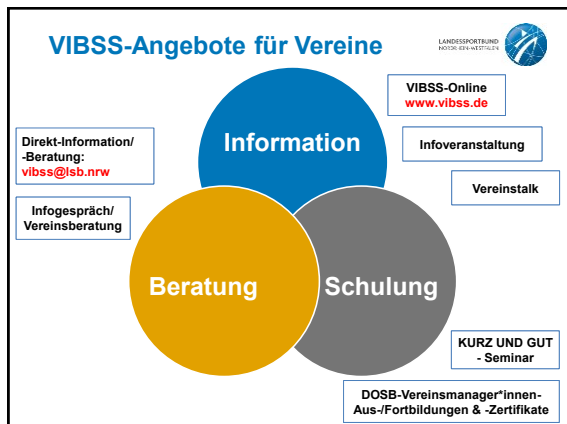 VIBSS-Angebote für Vereine
LANDESSPORTBUND
NORDRHEIN-WESTFALEN
VIBSS-Online
www.vibss.de
Direkt-Information/
-Beratung:
vibss@lsb.nrw
Information
Infoveranstaltung
Vereinstalk
Infogespräch/
Vereinsberatung
Beratung
Schulung
KURZ UND GUT
- Seminar
DOSB-Vereinsmanager*innen-
Aus-/Fortbildungen & -Zertifikate